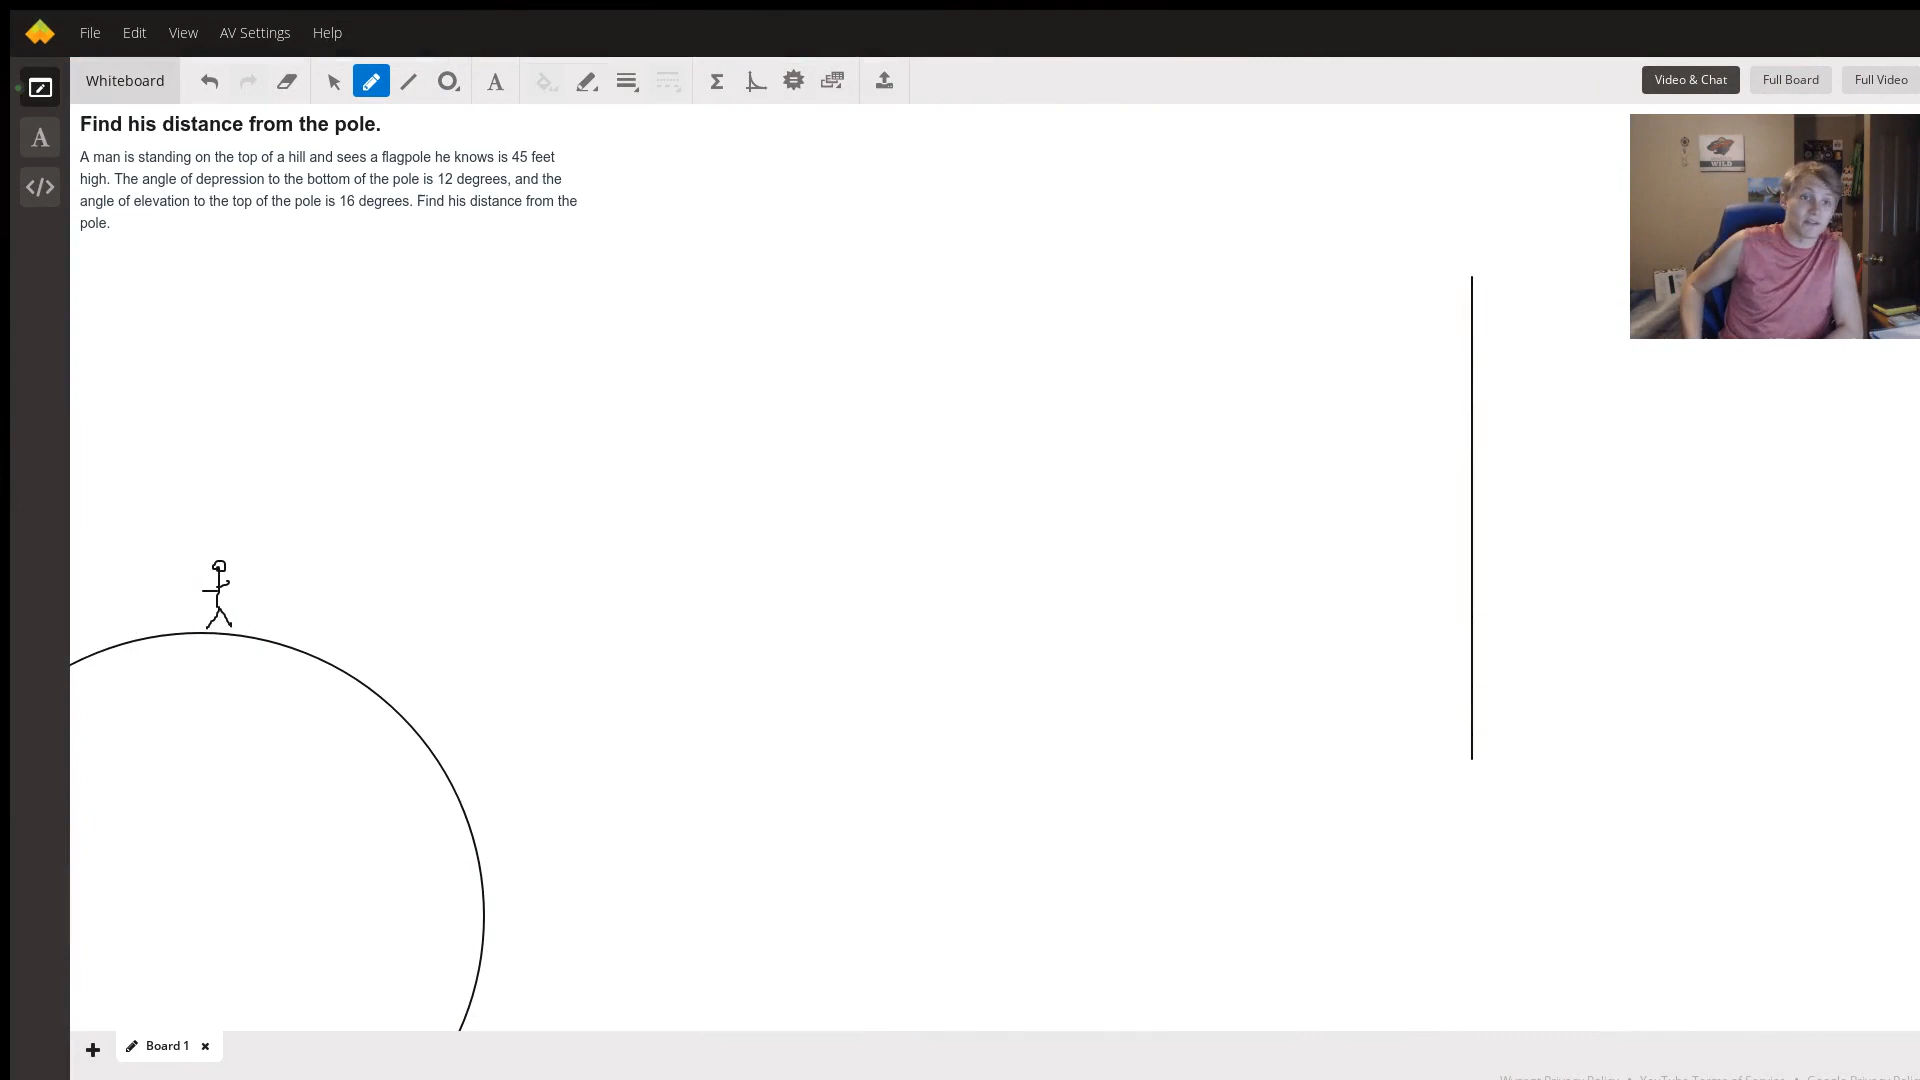 File Edit View AV Settings Help
Whiteboard
A
Σ
Video & Chat Full Board Full Video
A
Find his distance from the pole.
A man is standing on the top of a hill and sees a flagpole he knows is 45 feet
high. The angle of depression to the bottom of the pole is 12 degrees, and the
angle of elevation to the top of the pole is 16 degrees. Find his distance from the
pole.
WILD
Board 1